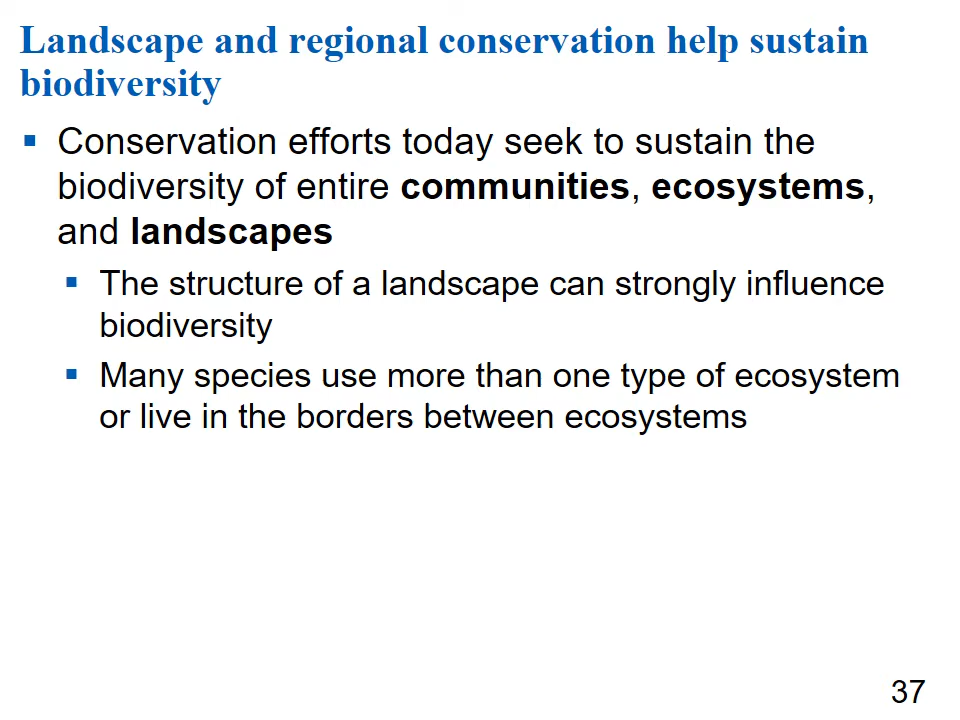 Landscape and regional conservation help sustain
biodiversity
▪ Conservation efforts today seek to sustain the
biodiversity of entire communities, ecosystems,
and landscapes
▪ The structure of a landscape can strongly influence
biodiversity
▪ Many species use more than one type of ecosystem
or live in the borders between ecosystems
37